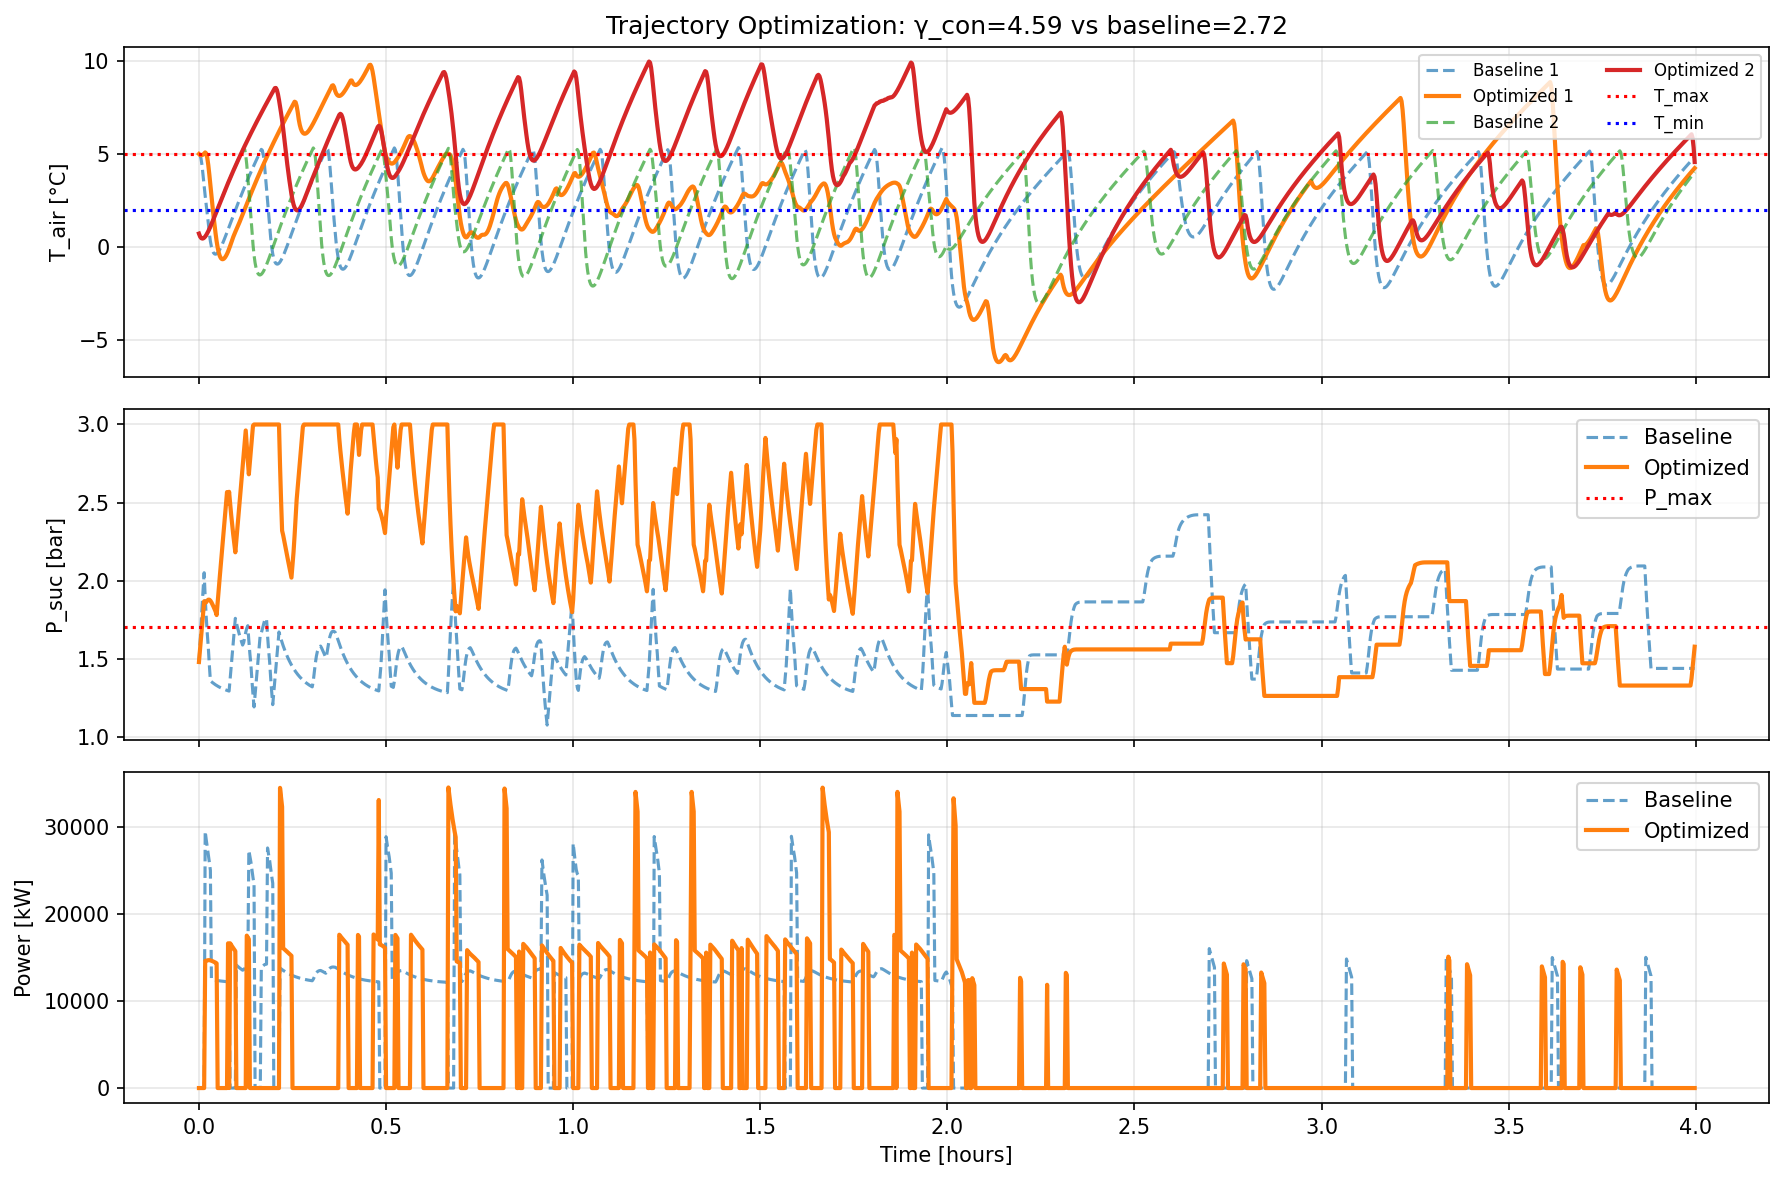 Trajectory Optimization: γ_con=4.59 vs baseline=2.72
T_air [°C]
10
5
0
−5
Baseline 1
Optimized 1
Baseline 2
Optimized 2
T_max
T_min
P_suc [bar]
3.0
2.5
2.0
1.5
1.0
Baseline
Optimized
P_max
Power [kW]
30000
20000
10000
0
Baseline
Optimized
0.0 0.5 1.0 1.5 2.0 2.5 3.0 3.5 4.0
Time [hours]